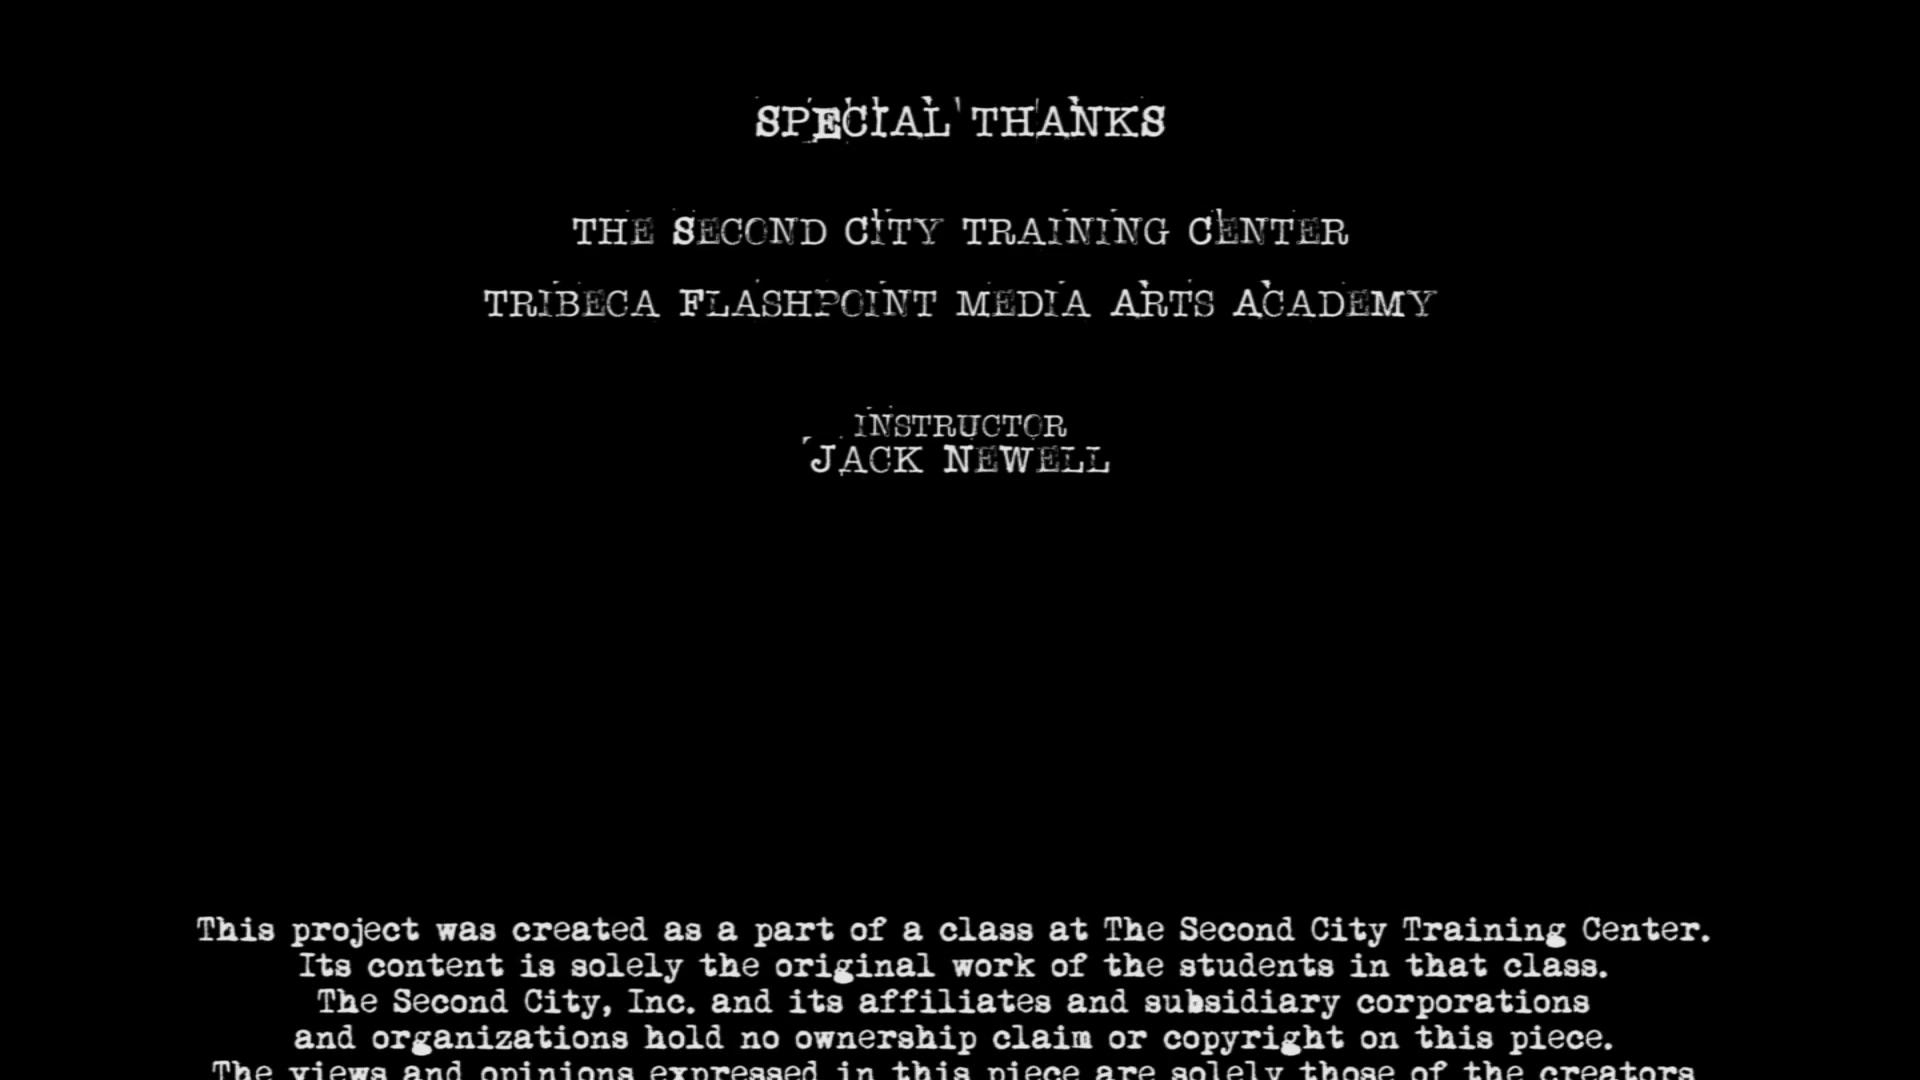 SPECIAL THANKS
THE SECOND CITY TRAINING CENTER
TRIBECA FLASHPOINT MEDIA ARTS ACADEMY
INSTRUCTOR
JACK NEWELL
This project was created as a part of a class at The Second City Training Center.
Its content is solely the original work of the students in that class.
The Second City, Inc. and its affiliates and subsidiary corporations
and organizations hold no ownership claim or copyright on this piece.
The views and opinions expressed in this piece are solely those of the creators